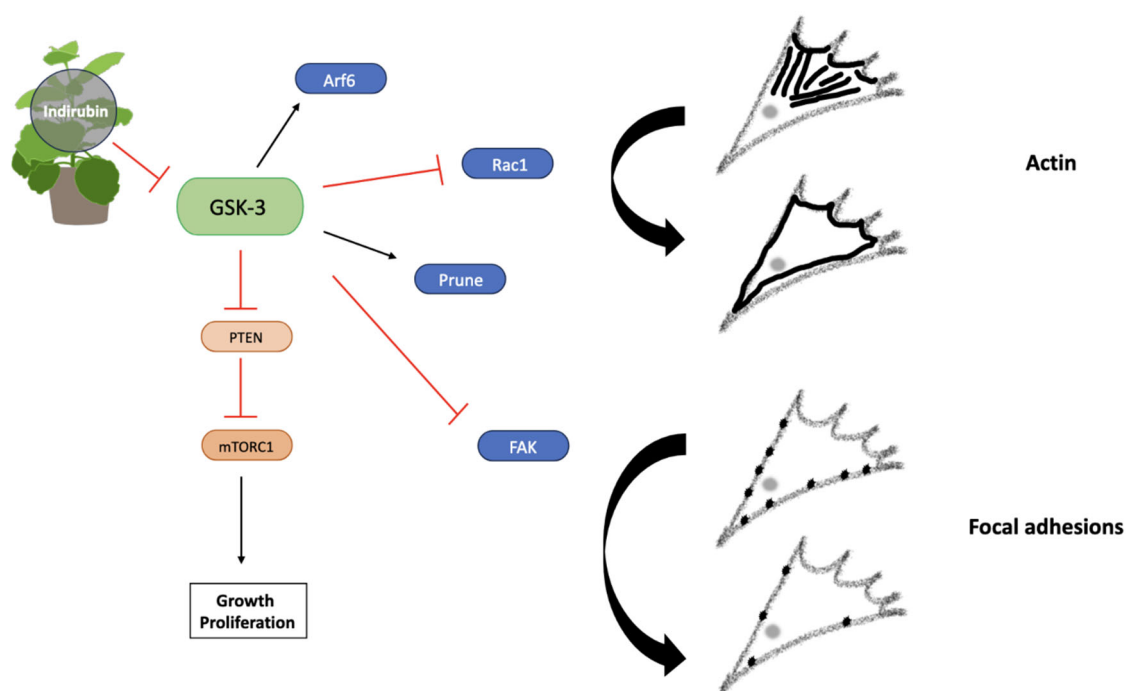 Indirubin
Arf6
Rac1
GSK-3
Prune
PTEN
mTORC1
FAK
Growth
Proliferation
Actin
Focal adhesions